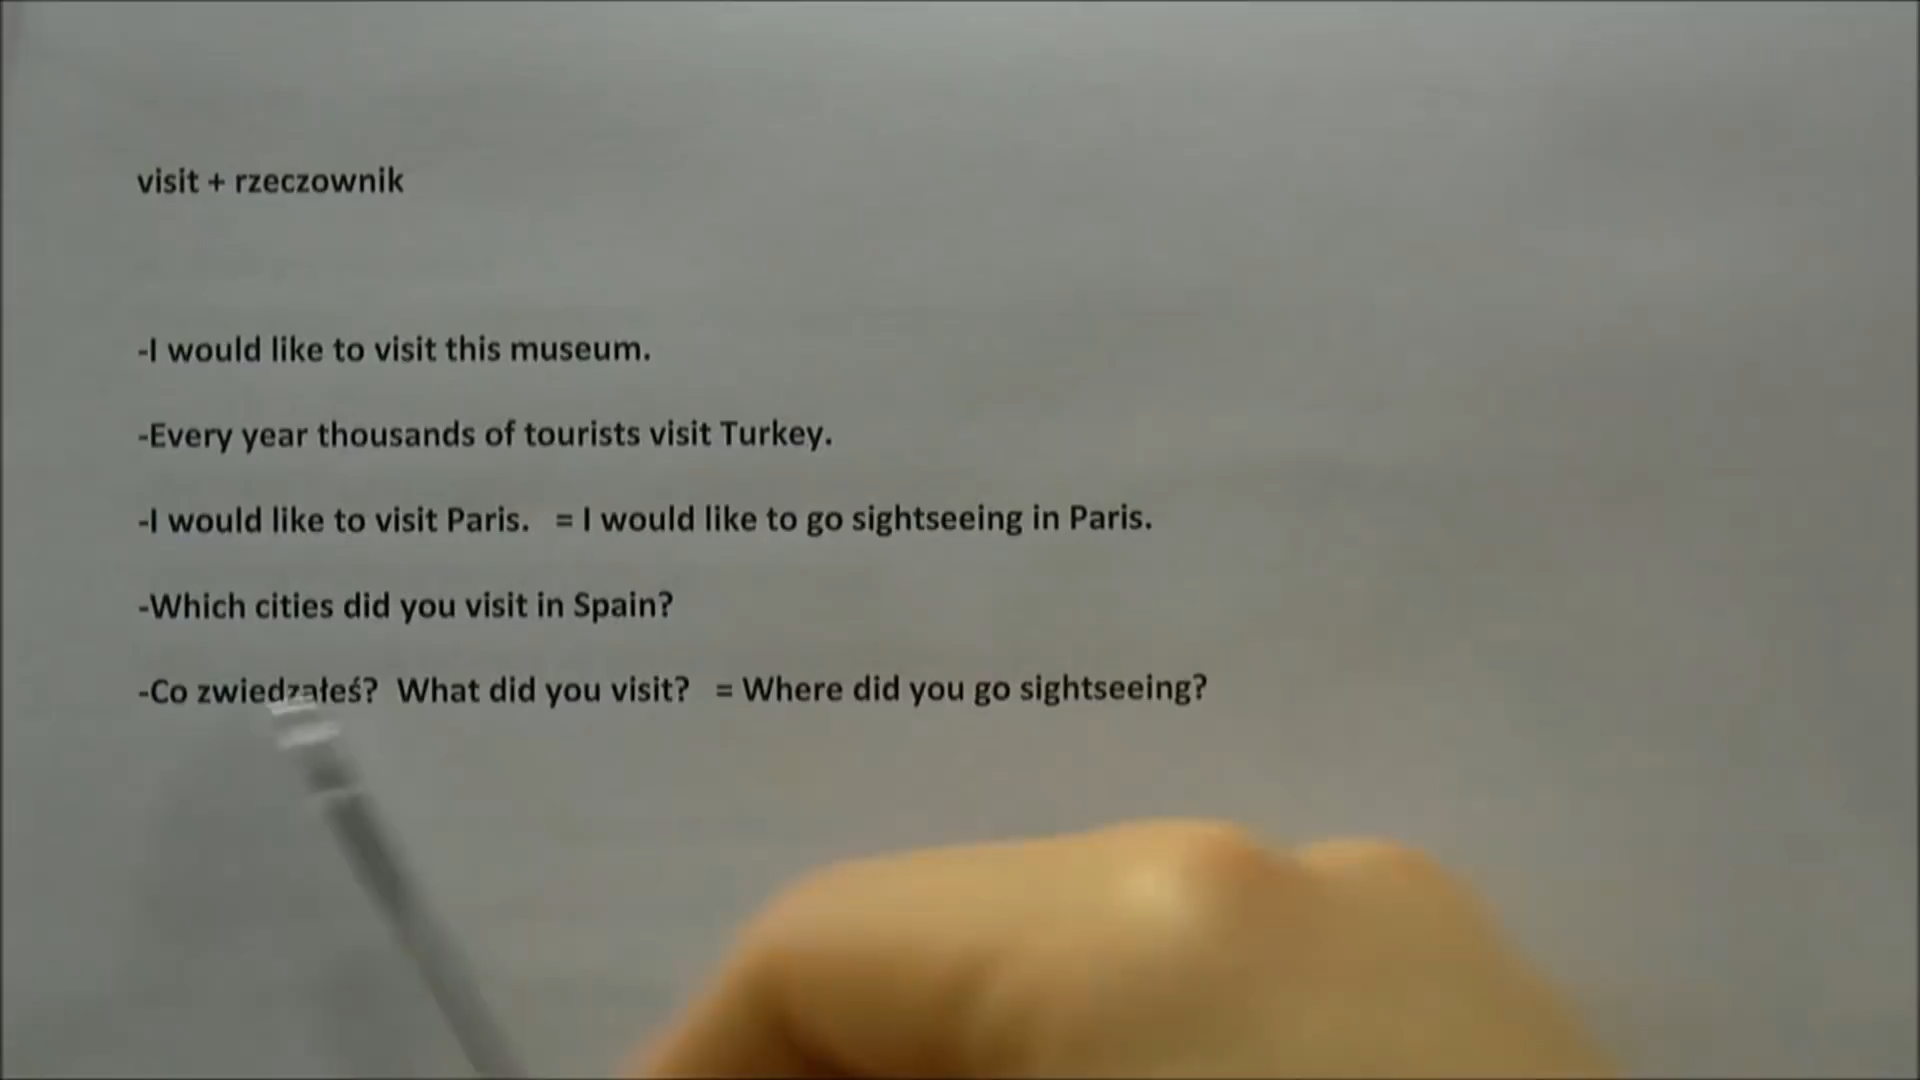 visit + rzeczownik
-I would like to visit this museum.
-Every year thousands of tourists visit Turkey.
-I would like to visit Paris.   = I would like to go sightseeing in Paris.
-Which cities did you visit in Spain?
-Co zwiedzałeś?  What did you visit?   = Where did you go sightseeing?